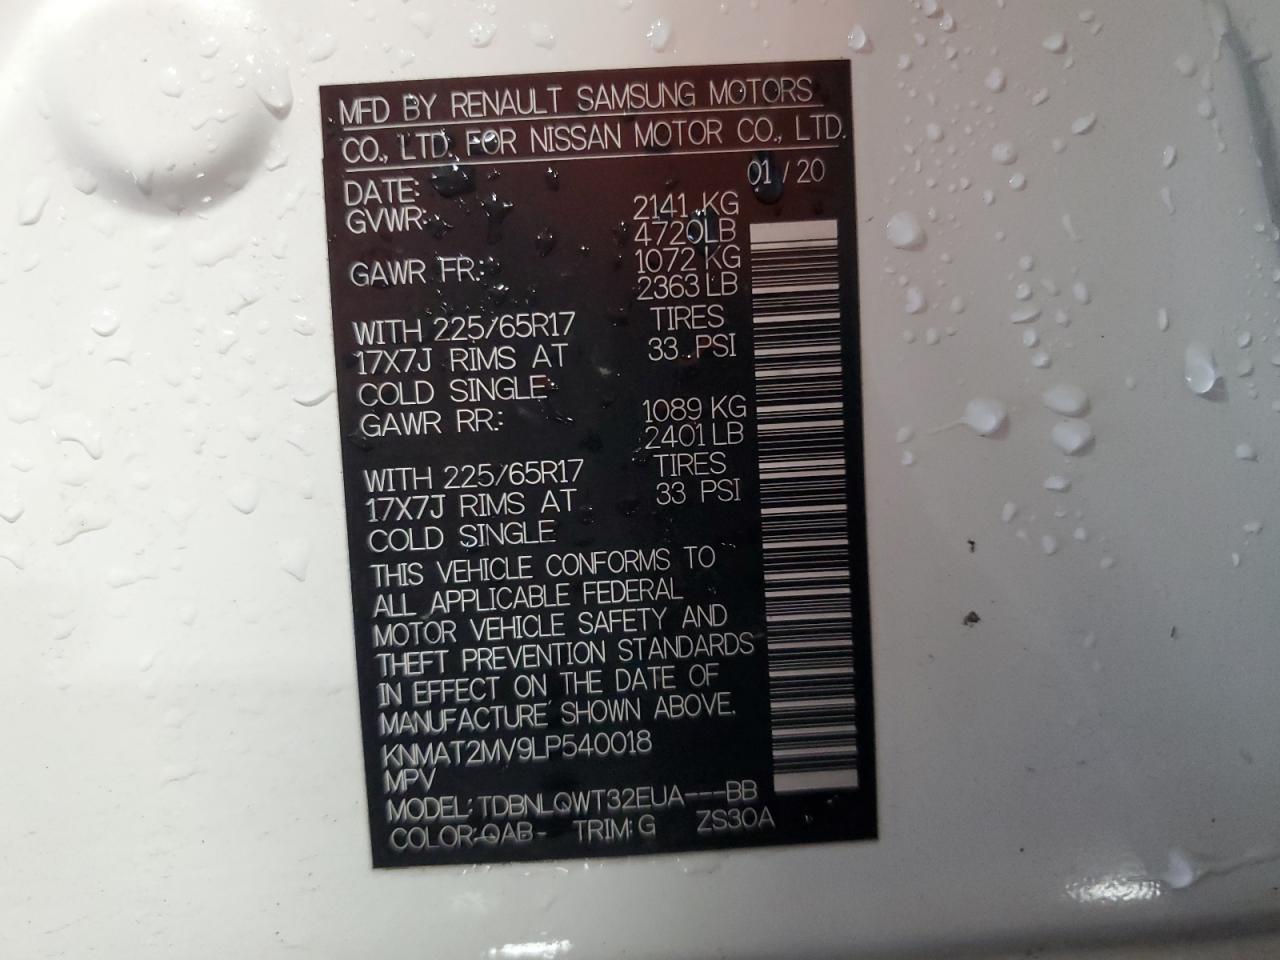 MFD BY RENAULT SAMSUNG MOTORS
CO., LTD. FOR NISSAN MOTOR CO., LTD.
DATE: 01 / 20
GVWR: 2141 KG
4720LB
GAWR FR.: 1072 KG
2363 LB
WITH 225/65R17 TIRES
17X7J RIMS AT 33 PSI
COLD SINGLE
GAWR RR.: 1089 KG
2401 LB
WITH 225/65R17 TIRES
17X7J RIMS AT 33 PSI
COLD SINGLE
THIS VEHICLE CONFORMS TO
ALL APPLICABLE FEDERAL
MOTOR VEHICLE SAFETY AND
THEFT PREVENTION STANDARDS
IN EFFECT ON THE DATE OF
MANUFACTURE SHOWN ABOVE.
KNMAT2MV9LP540018
MPV
MODEL: TDBNLQWT32EUA---BB
COLOR:QAB- TRIM: G ZS30A